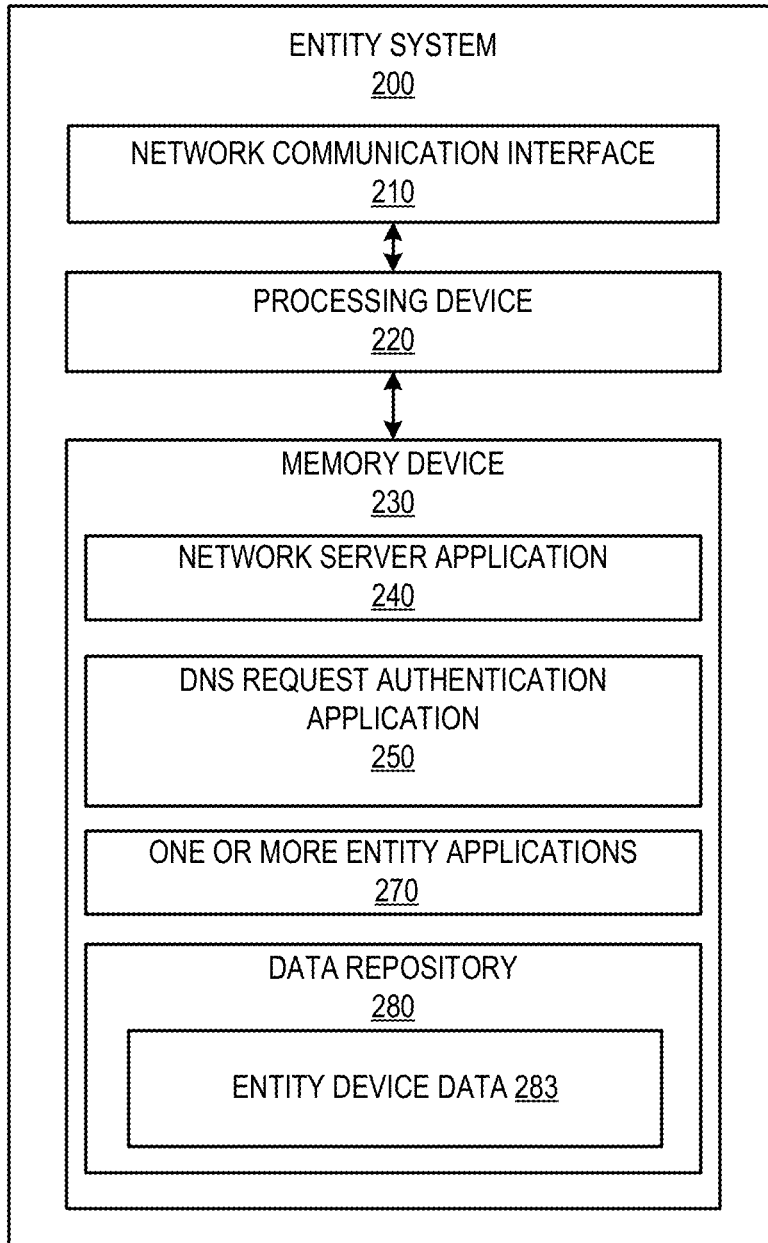 ENTITY SYSTEM
200
NETWORK COMMUNICATION INTERFACE
210
PROCESSING DEVICE
220
MEMORY DEVICE
230
NETWORK SERVER APPLICATION
240
DNS REQUEST AUTHENTICATION
APPLICATION
250
ONE OR MORE ENTITY APPLICATIONS
270
DATA REPOSITORY
280
ENTITY DEVICE DATA 283